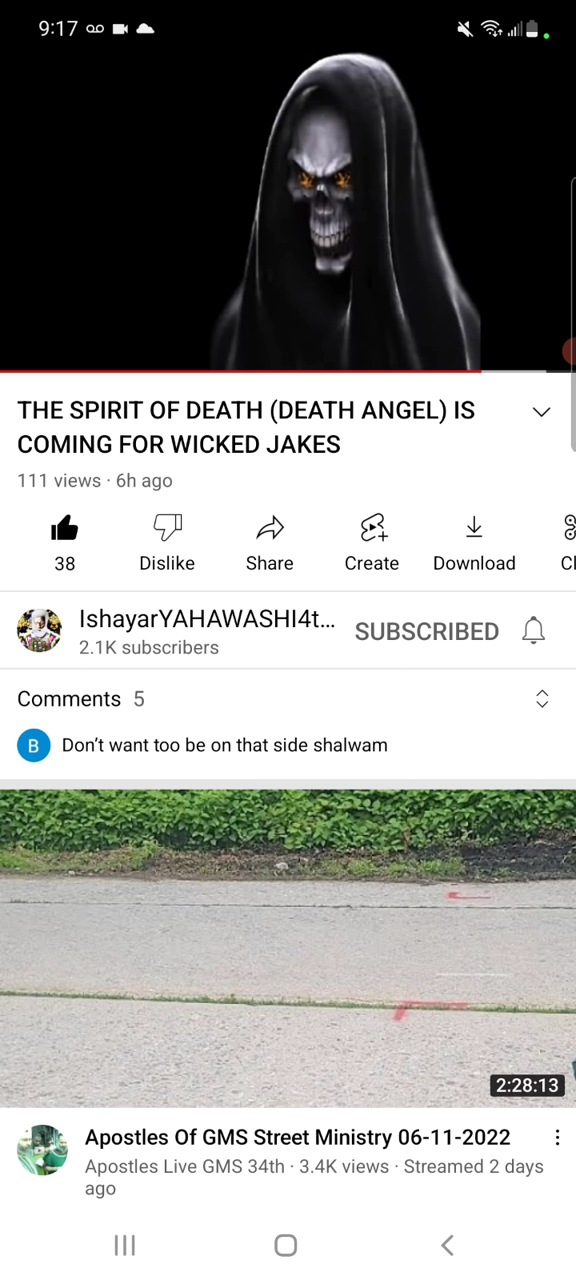 9:17
THE SPIRIT OF DEATH (DEATH ANGEL) IS
COMING FOR WICKED JAKES
111 views · 6h ago
38
Dislike
Share
Create
Download
Cl
IshayarYAHAWASHI4t...
SUBSCRIBED
2.1K subscribers
Comments 5
B
Don't want too be on that side shalwam
2:28:13
Apostles Of GMS Street Ministry 06-11-2022
Apostles Live GMS 34th · 3.4K views · Streamed 2 days
ago